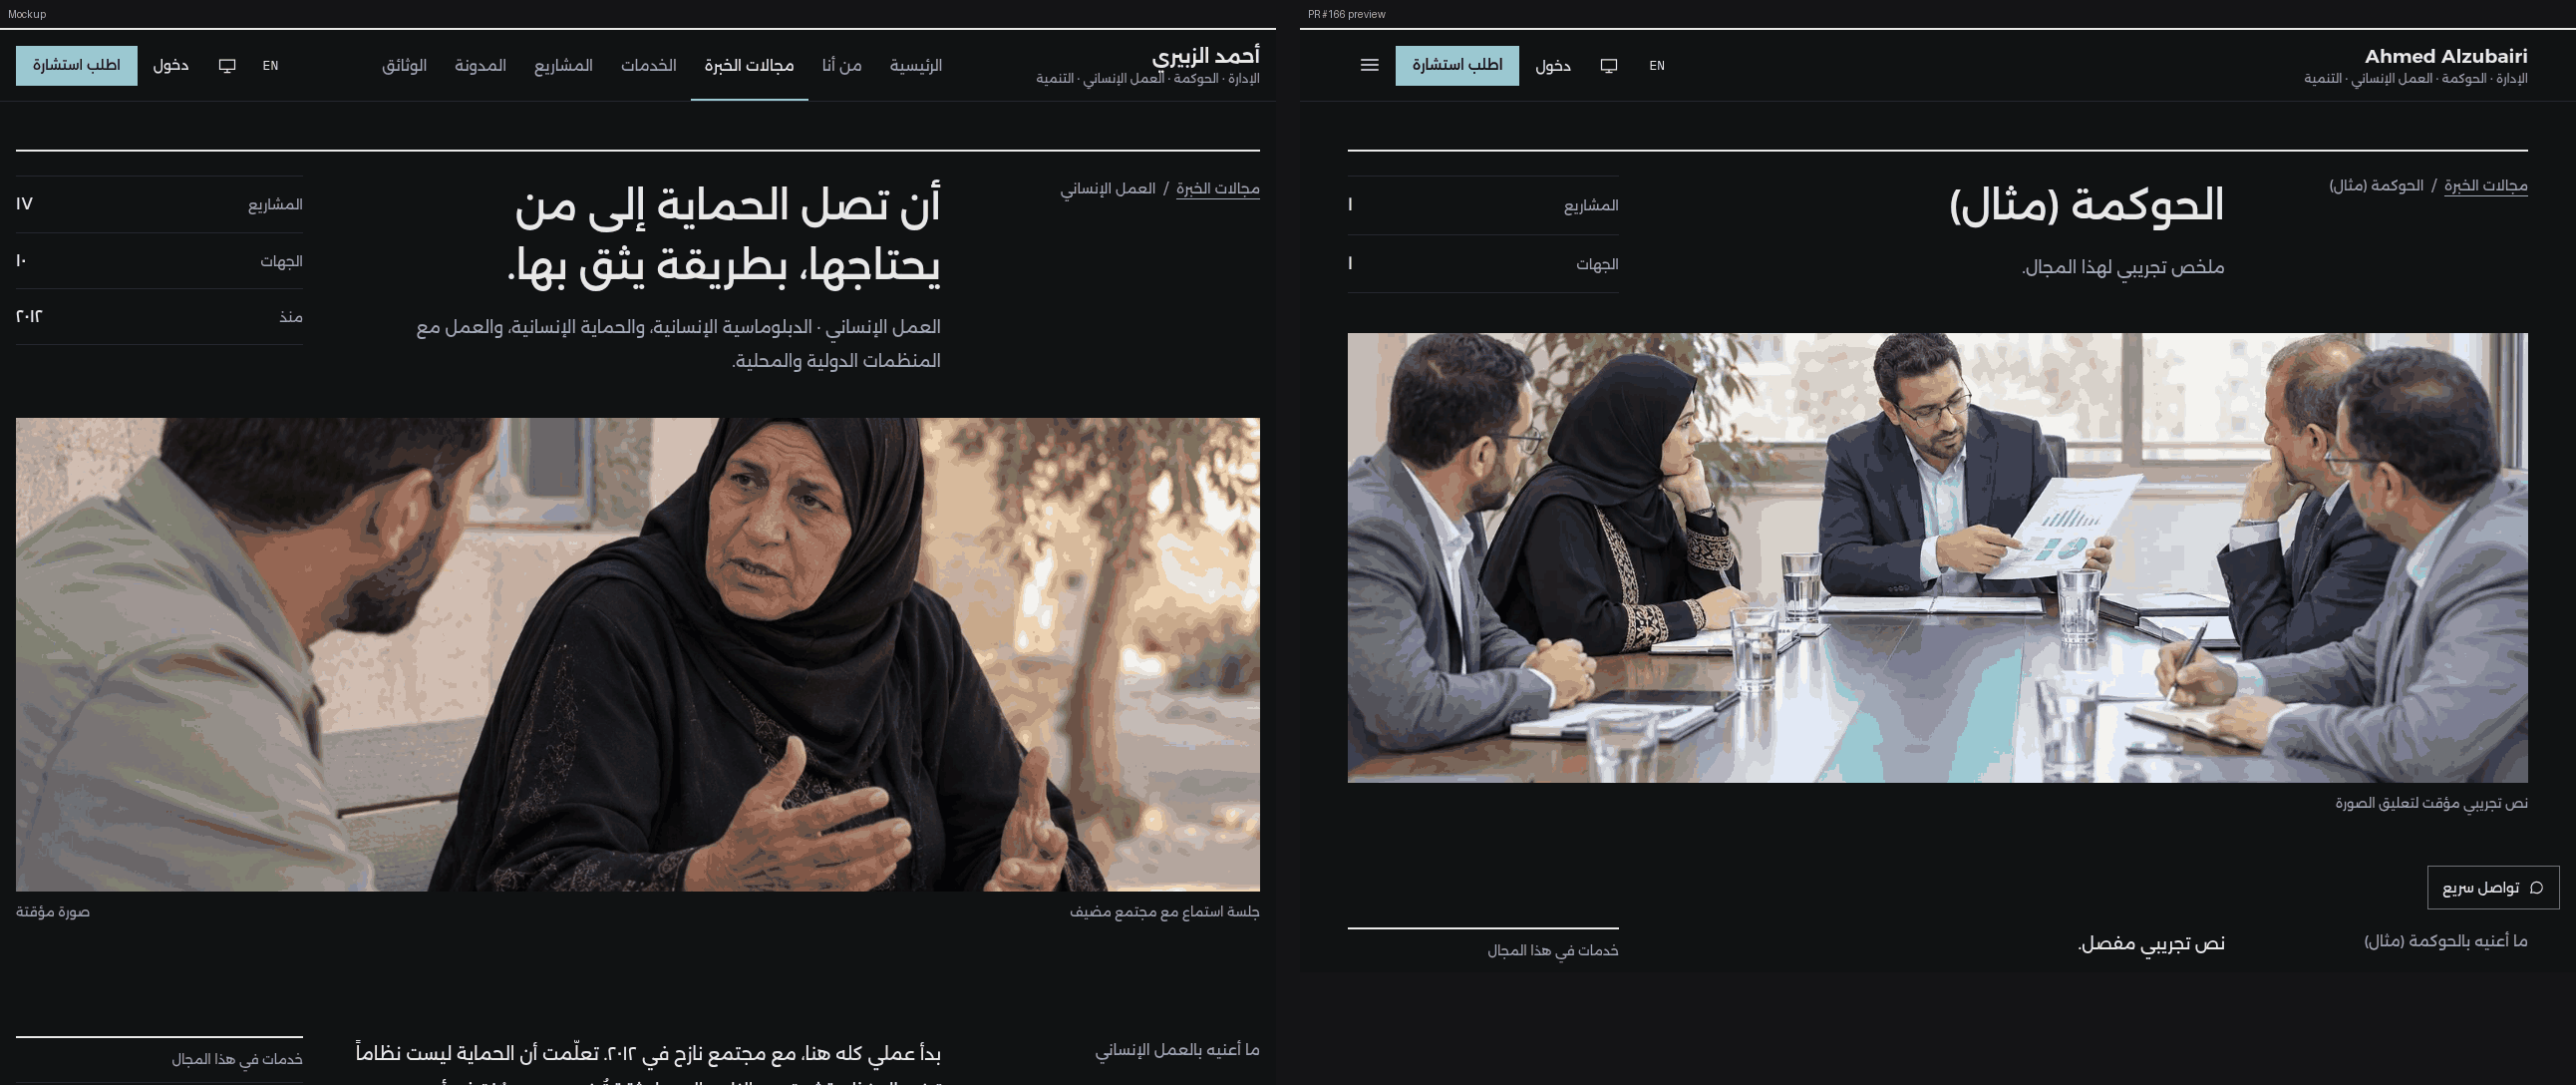 Mockup
أحمد الزبيري
الإدارة · الحوكمة · العمل الإنساني · التنمية
الرئيسية
من أنا
مجالات الخبرة
الخدمات
المشاريع
المدونة
الوثائق
EN
دخول
اطلب استشارة
مجالات الخبرة / العمل الإنساني
أن تصل الحماية إلى من
يحتاجها، بطريقة يثق بها.
العمل الإنساني · الدبلوماسية الإنسانية، والحماية الإنسانية، والعمل مع
المنظمات الدولية والمحلية.
المشاريع ١٧
الجهات ١٠
منذ ٢٠١٢
جلسة استماع مع مجتمع مضيف
صورة مؤقتة
ما أعنيه بالعمل الإنساني
بدأ عملي كله هنا، مع مجتمع نازح في ٢٠١٢. تعلّمت أن الحماية ليست نظاماً
خدمات في هذا المجال
PR #166 preview
Ahmed Alzubairi
الإدارة · الحوكمة · العمل الإنساني · التنمية
EN
دخول
اطلب استشارة
مجالات الخبرة / الحوكمة (مثال)
الحوكمة (مثال)
ملخص تجريبي لهذا المجال.
المشاريع ١
الجهات ١
نص تجريبي مؤقت لتعليق الصورة
تواصل سريع
ما أعنيه بالحوكمة (مثال)
نص تجريبي مفصل.
خدمات في هذا المجال